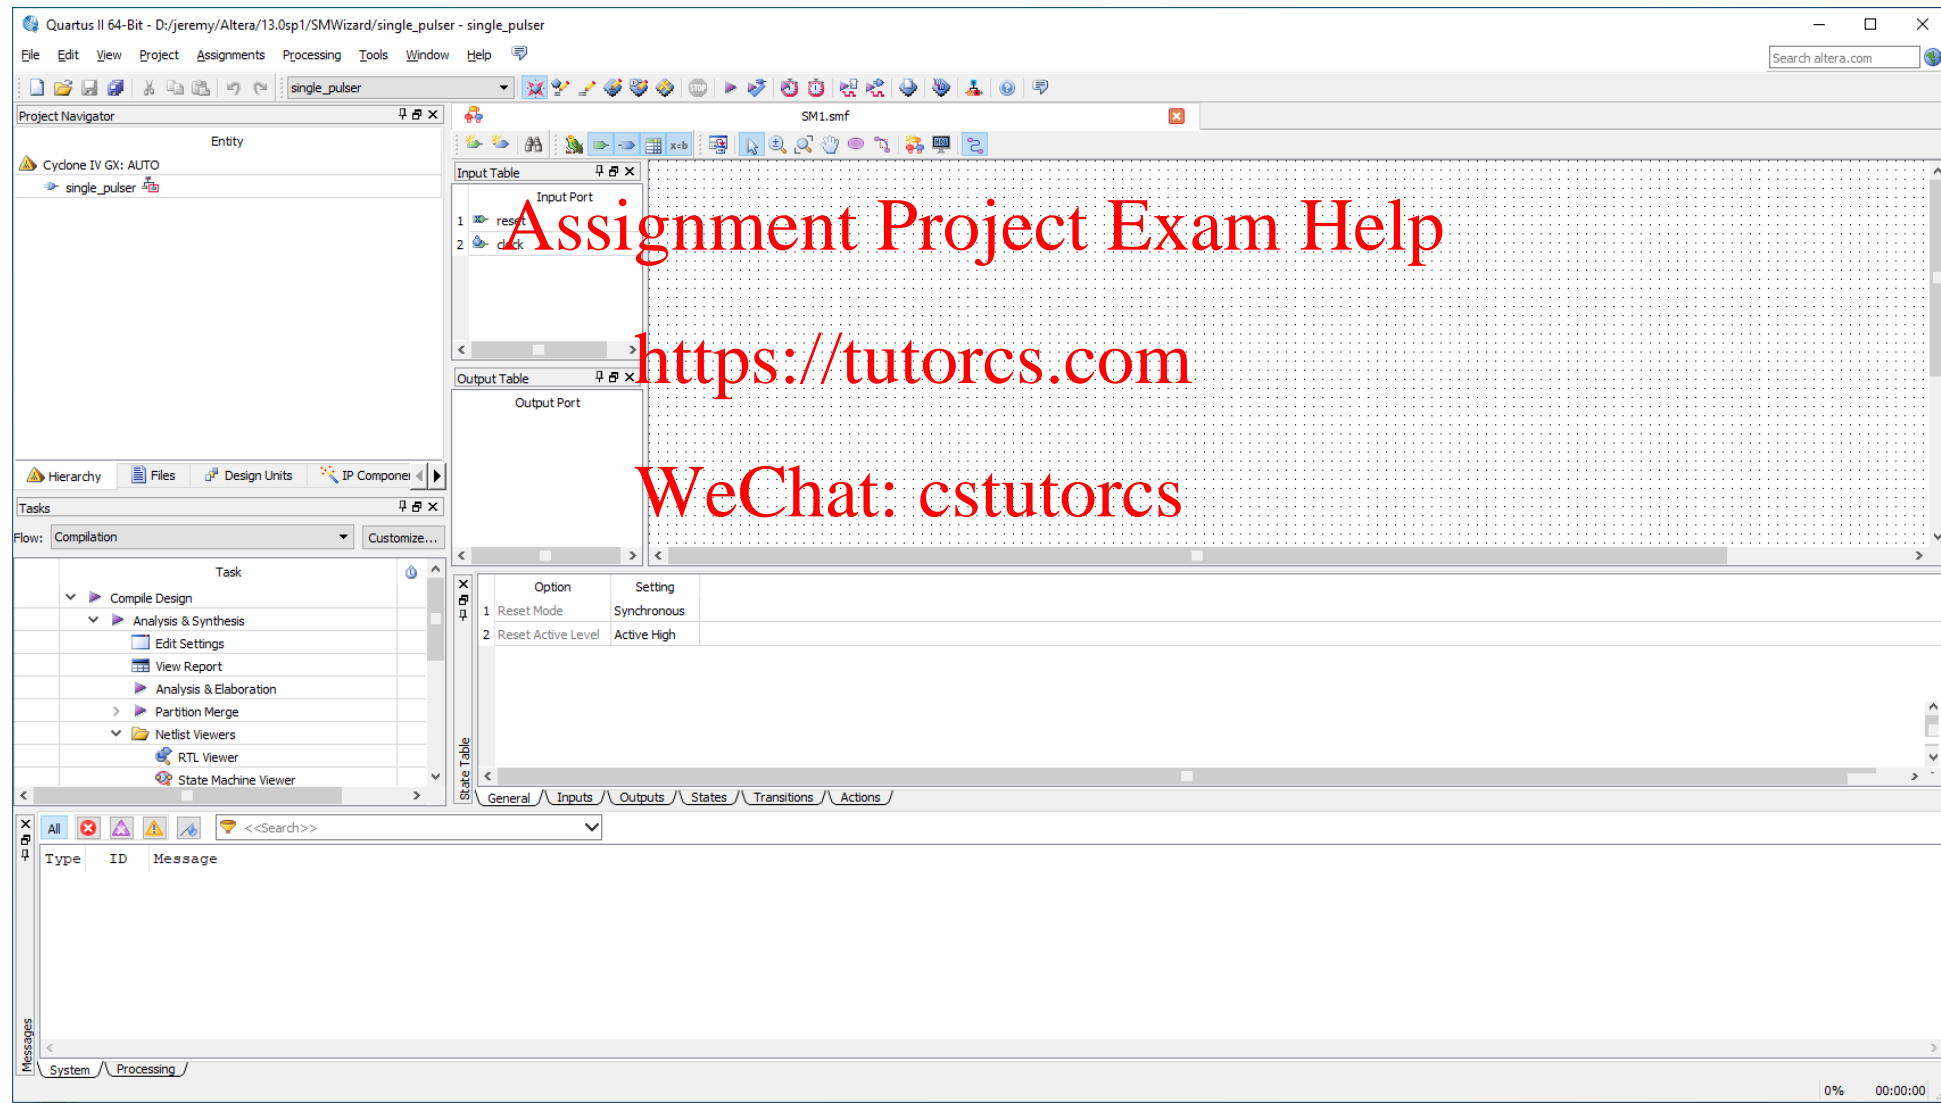 Quartus II 64-Bit - D:/jeremy/Altera/13.0sp1/SMWizard/single_pulser - single_pulser
File Edit View Project Assignments Processing Tools Window Help
Search altera.com
single_pulser
STOP
Project Navigator
Entity
Cyclone IV GX: AUTO
single_pulser
Hierarchy Files Design Units IP Componen
Tasks
Flow: Compilation Customize...
Task
Compile Design
Analysis & Synthesis
Edit Settings
View Report
Analysis & Elaboration
Partition Merge
Netlist Viewers
RTL Viewer
State Machine Viewer
SM1.smf
x=b
Input Table
Input Port
1 reset
2 clock
Output Table
Output Port
Assignment Project Exam Help
https://tutorcs.com
WeChat: cstutorcs
State Table
Option Setting
1 Reset Mode Synchronous
2 Reset Active Level Active High
General Inputs Outputs States Transitions Actions
All <<Search>>
Type ID Message
Messages
System Processing
0% 00:00:00